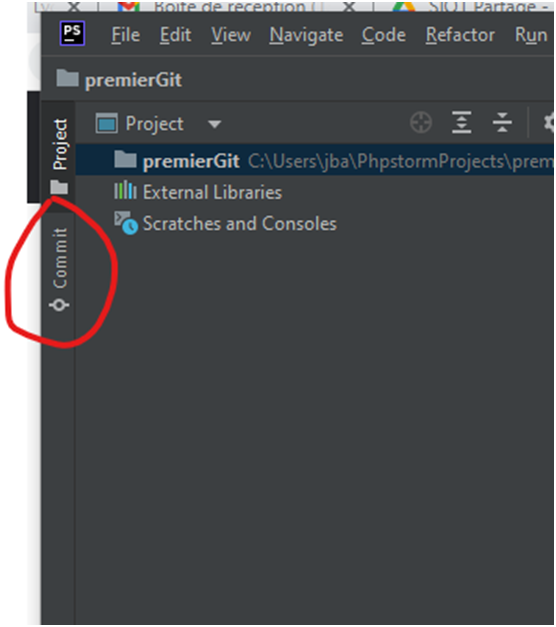 Boîte de réception (
SIO1 Partage -
PS
File Edit View Navigate Code Refactor Run
premierGit
Project
Project
premierGit C:\Users\jba\PhpstormProjects\prem
External Libraries
Scratches and Consoles
Commit